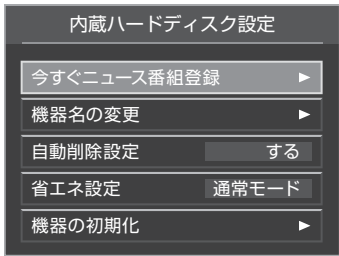 内蔵ハードディスク設定
今すぐニュース番組登録 ▶
機器名の変更 ▶
自動削除設定 する
省エネ設定 通常モード
機器の初期化 ▶